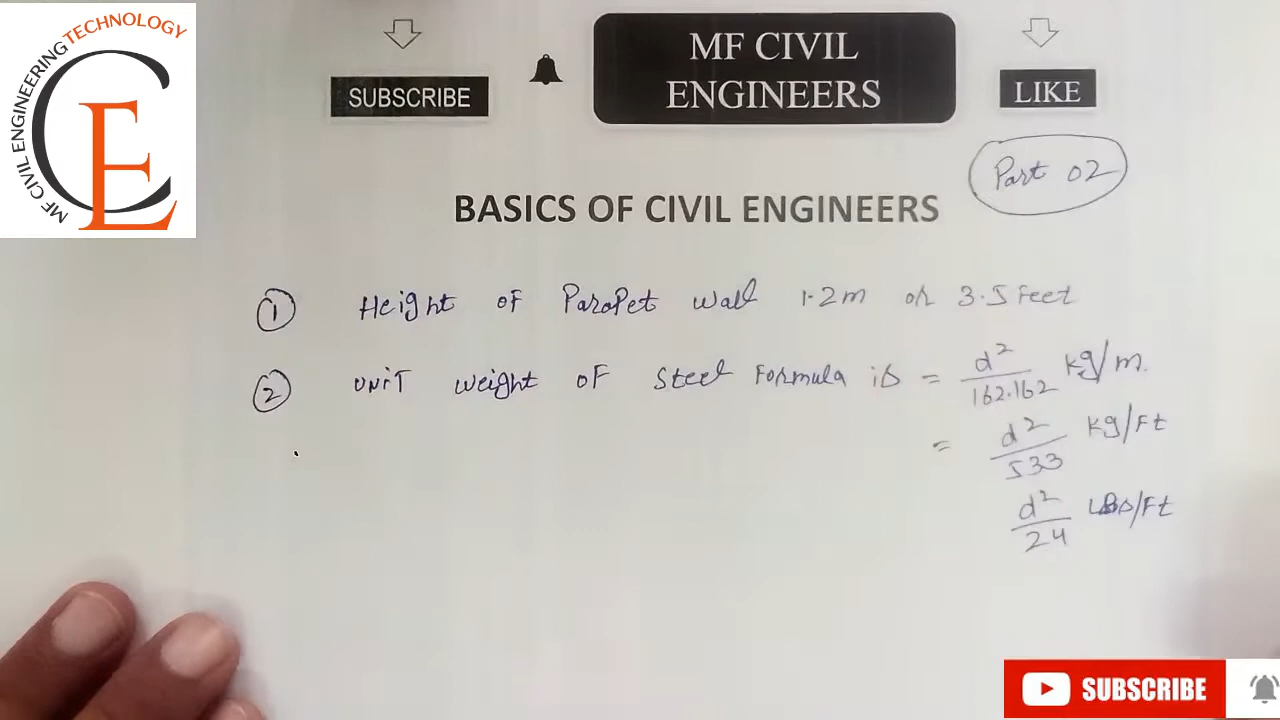 MF CIVIL ENGINEERING TECHNOLOGY
CE
SUBSCRIBE
MF CIVIL
ENGINEERS
LIKE
Part 02
BASICS OF CIVIL ENGINEERS
1 Height OF ParaPet wall 1.2m or 3.5 Feet
2 UNIT weight OF Steel Formula is = d²/162.162 kg/m.
= d²/533 kg/Ft
d²/24 LBs/Ft
SUBSCRIBE